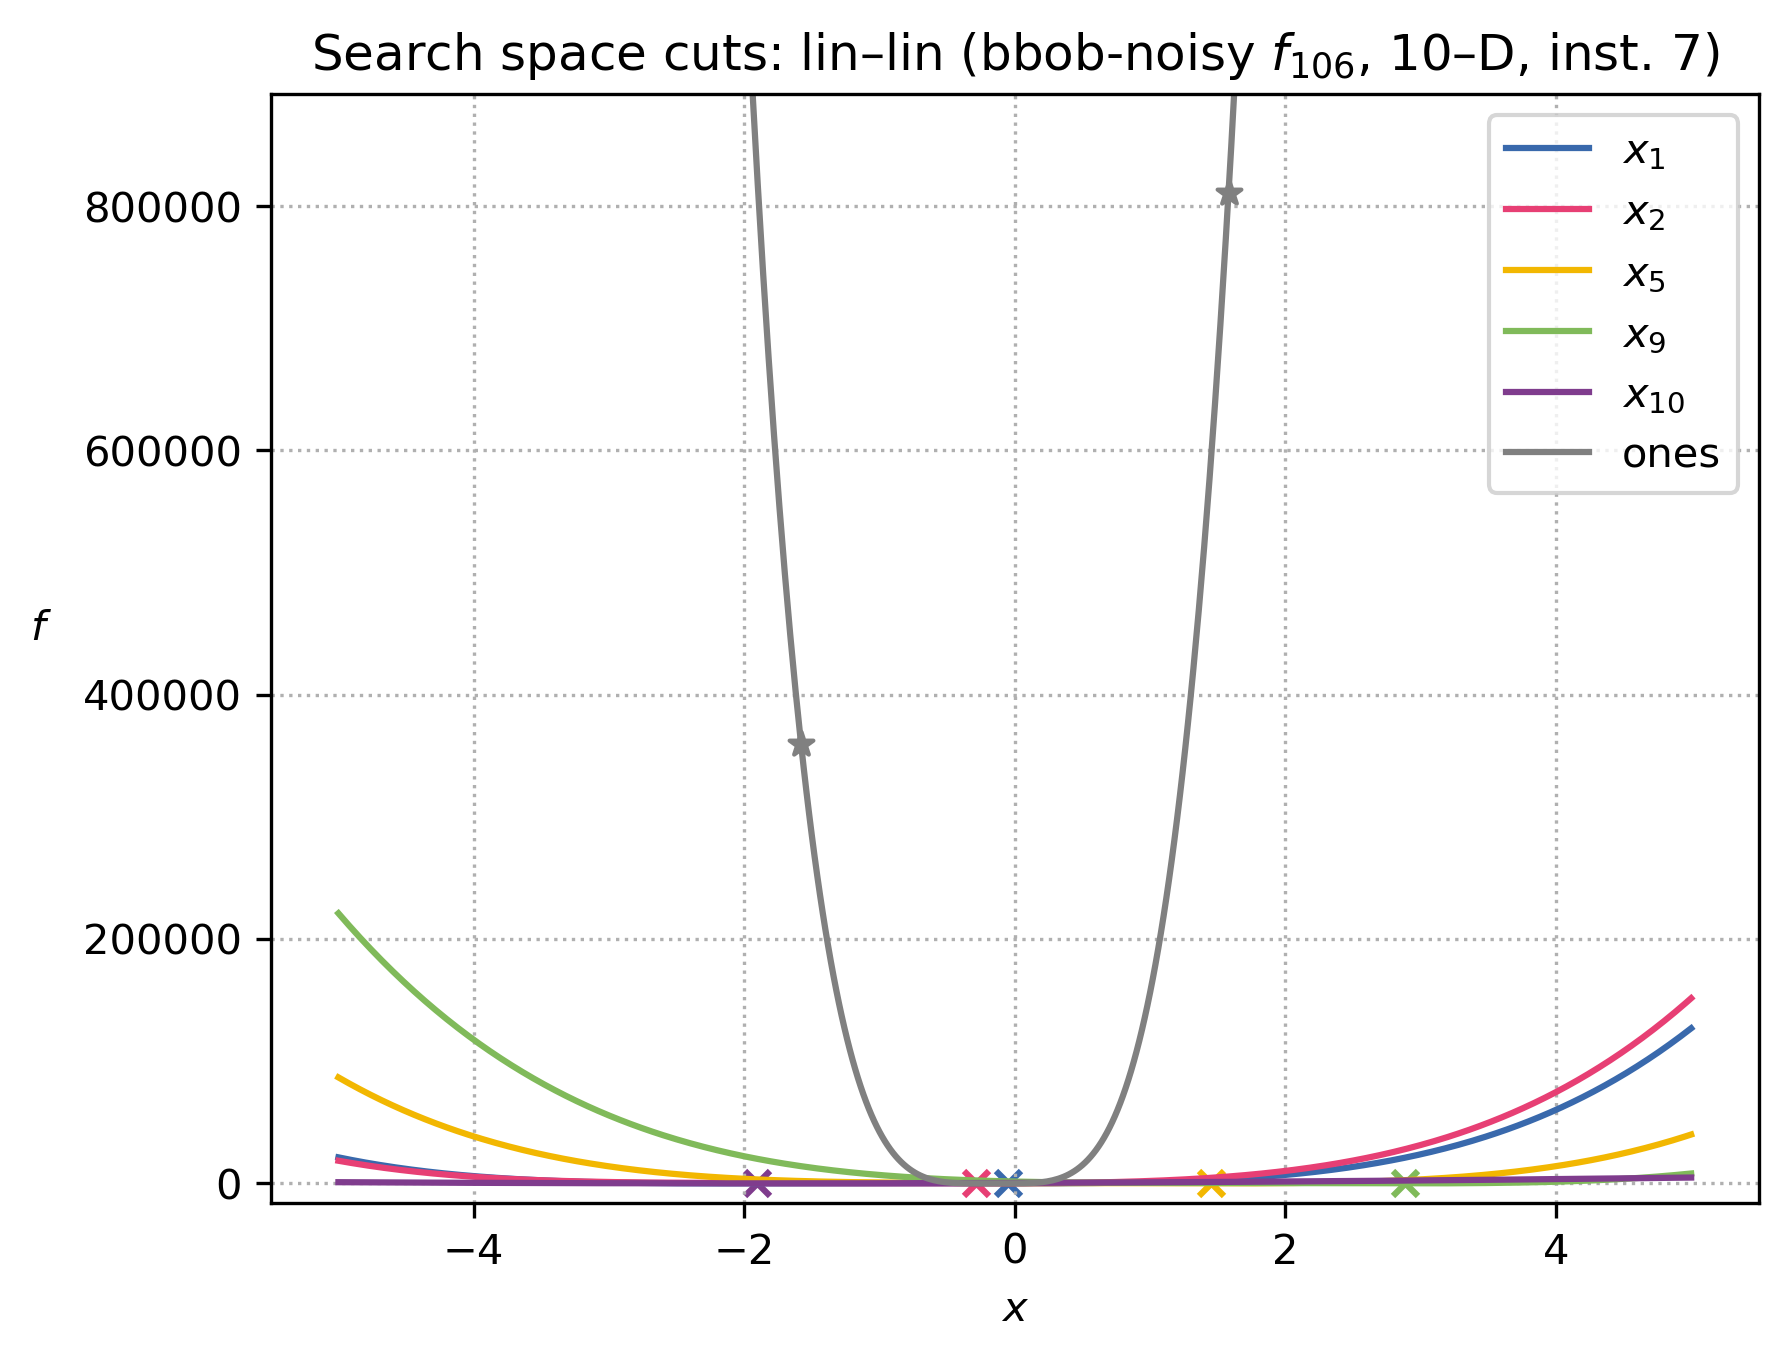 Search space cuts: lin–lin (bbob-noisy f₁₀₆, 10–D, inst. 7)
x₁
x₂
x₅
x₉
x₁₀
ones
800000
600000
400000
200000
0
f
−4 −2 0 2 4
x